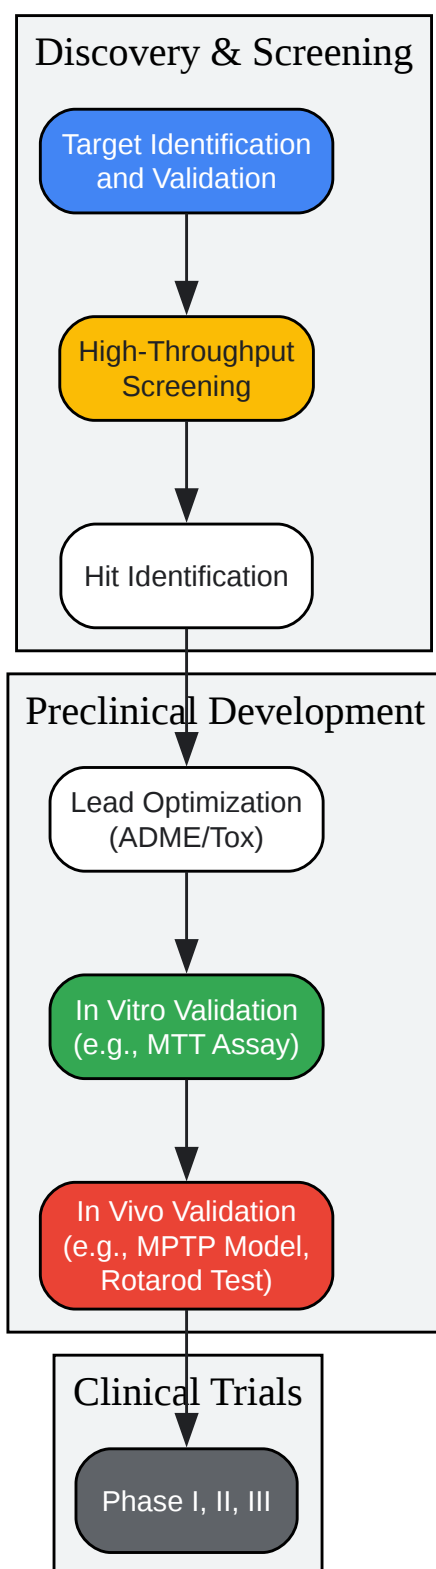 Discovery & Screening
Target Identification
and Validation
High-Throughput
Screening
Hit Identification
Preclinical Development
Lead Optimization
(ADME/Tox)
In Vitro Validation
(e.g., MTT Assay)
In Vivo Validation
(e.g., MPTP Model,
Rotarod Test)
Clinical Trials
Phase I, II, III